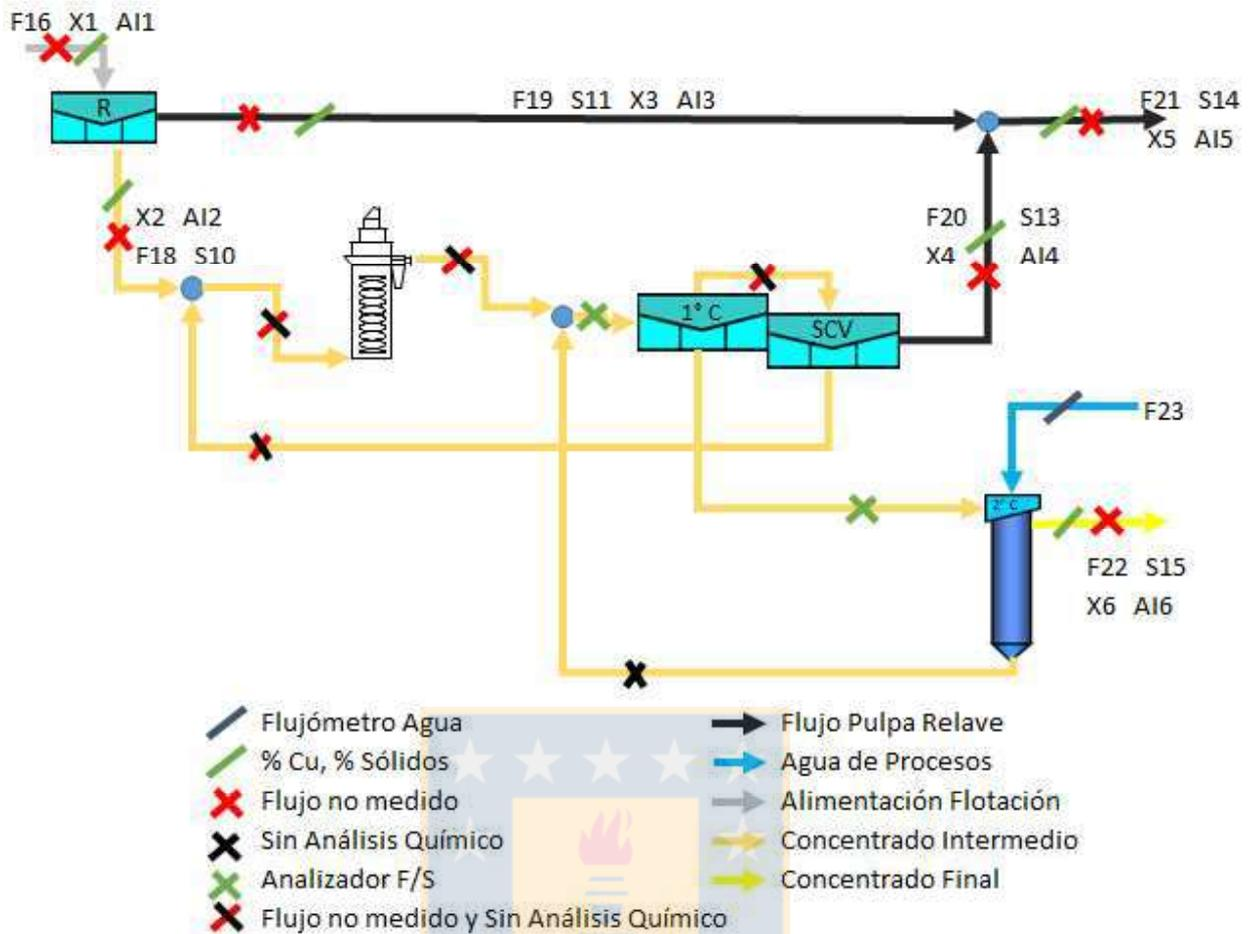 F16 X1 AI1
R
F19 S11 X3 AI3
F21 S14
X5 AI5
X2 AI2
F18 S10
F20 S13
X4 AI4
1° C
SCV
F23
2° C
F22 S15
X6 AI6
Flujómetro Agua
% Cu, % Sólidos
Flujo no medido
Sin Análisis Químico
Analizador F/S
Flujo no medido y Sin Análisis Químico
Flujo Pulpa Relave
Agua de Procesos
Alimentación Flotación
Concentrado Intermedio
Concentrado Final